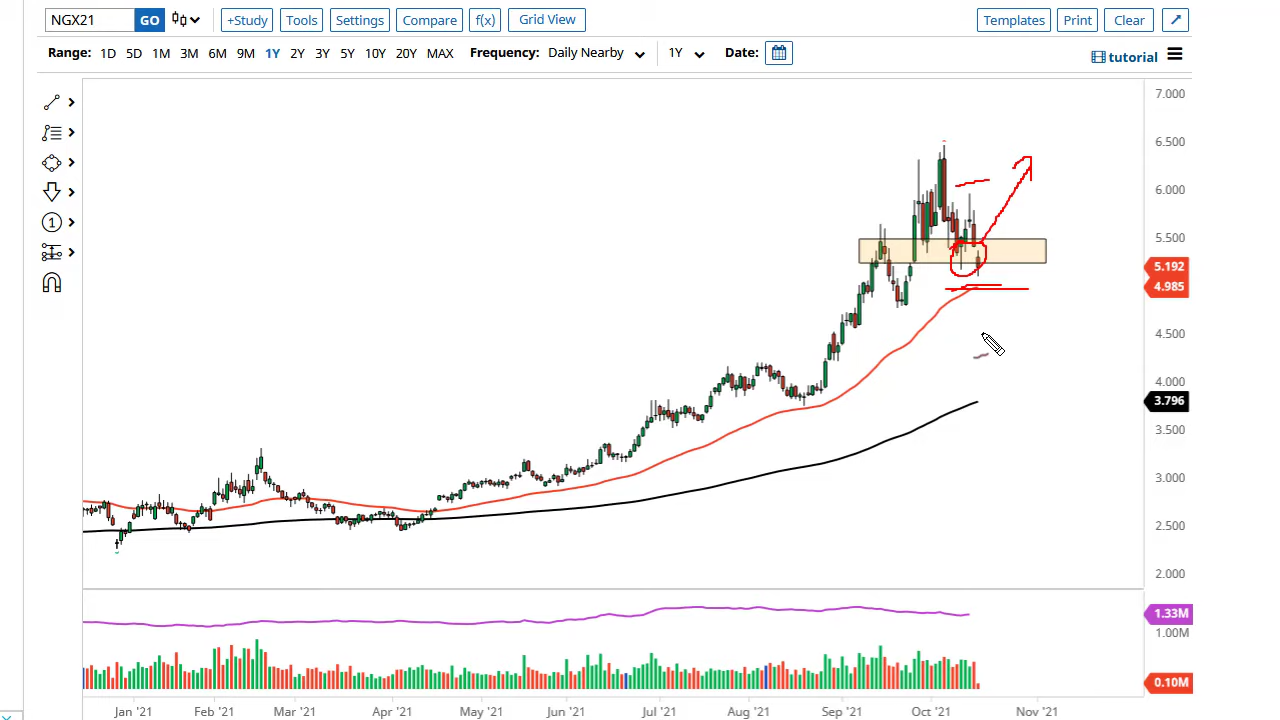 NGX21 GO +Study Tools Settings Compare f(x) Grid View Templates Print Clear
Range: 1D 5D 1M 3M 6M 9M 1Y 2Y 3Y 5Y 10Y 20Y MAX Frequency: Daily Nearby 1Y Date: tutorial
7.000
6.500
6.000
5.500
5.192
4.985
4.500
4.000
3.796
3.500
3.000
2.500
2.000
1.33M
1.00M
0.10M
1
Jan '21 Feb '21 Mar '21 Apr '21 May '21 Jun '21 Jul '21 Aug '21 Sep '21 Oct '21 Nov '21